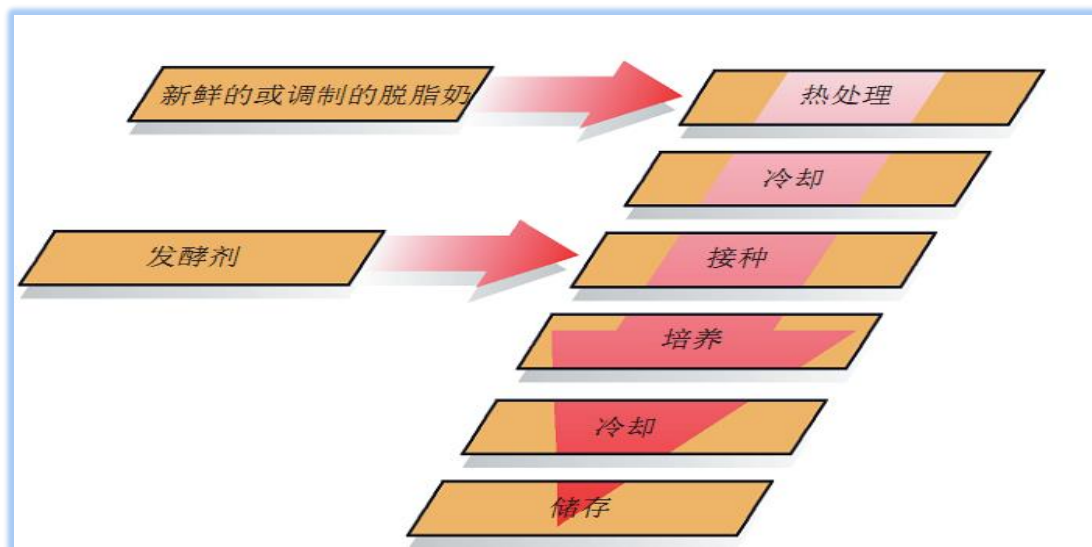 新鲜的或调制的脱脂奶
热处理
冷却
发酵剂
接种
培养
冷却
储存